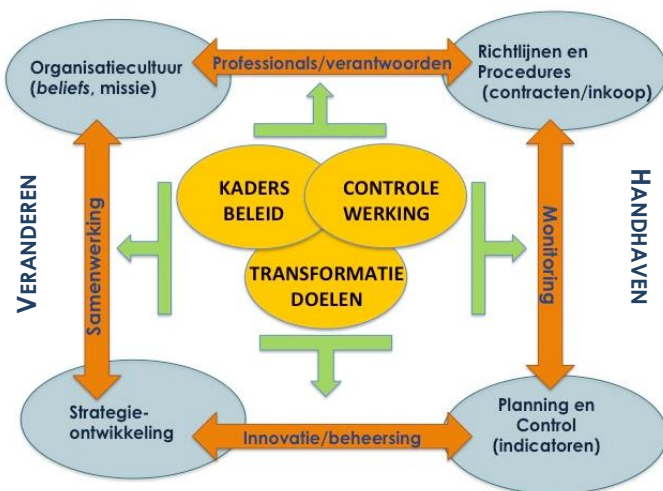 Organisatiecultuur
(beliefs, missie)
Professionals/verantwoorden
Richtlijnen en
Procedures
(contracten/inkoop)
VERANDEREN
Samenwerking
KADERS
BELEID
CONTROLE
WERKING
TRANSFORMATIE
DOELEN
Monitoring
HANDHAVEN
Strategie-
ontwikkeling
Innovatie/beheersing
Planning en
Control
(indicatoren)